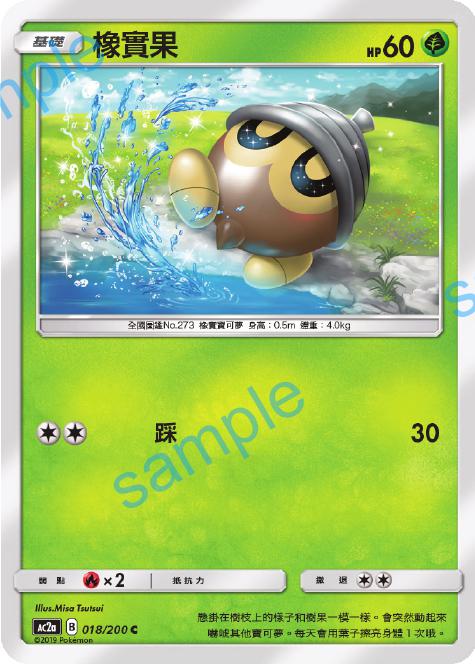 基礎 橡實果 HP60
全國圖鑑No.273 橡實寶可夢 身高：0.5m 體重：4.0kg
踩 30
弱點 ×2 抵抗力 撤退
Illus.Misa Tsutsui
AC2a B 018/200 C
©2019 Pokémon
懸掛在樹枝上的樣子和樹果一模一樣。會突然動起來
嚇唬其他寶可夢。每天會用葉子擦亮身體１次哦。
sample
sample
s